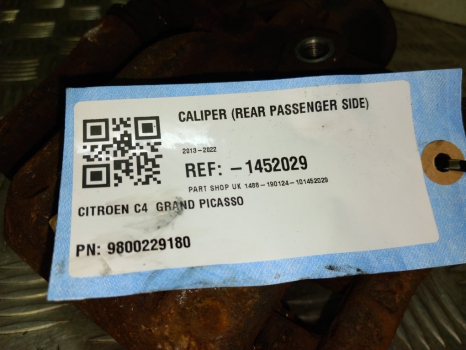 CALIPER (REAR PASSENGER SIDE)
2013-2022
REF: -1452029
PART SHOP UK 1488-190124-101452029
CITROEN C4 GRAND PICASSO
PN: 9800229180